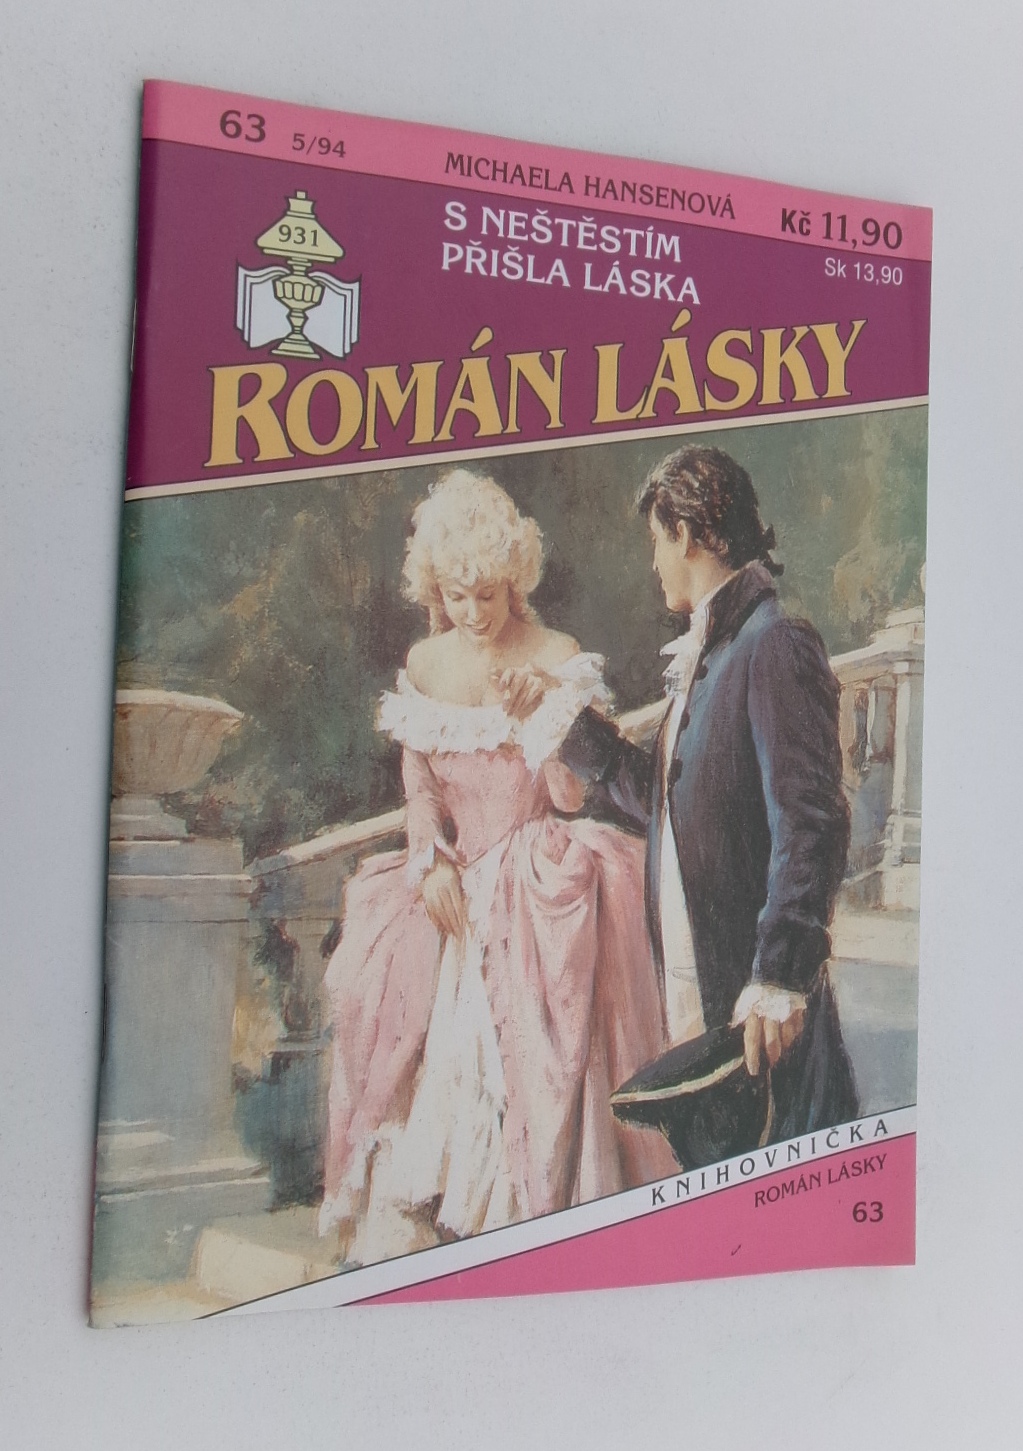 63 5/94
MICHAELA HANSENOVÁ
Kč 11,90
Sk 13,90
931
S NEŠTĚSTÍM
PŘIŠLA LÁSKA
ROMÁN LÁSKY
KNIHOVNIČKA
ROMÁN LÁSKY
63